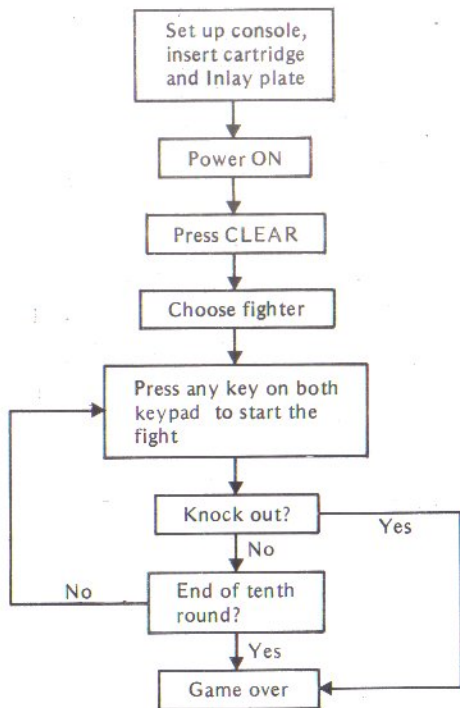 Set up console,
insert cartridge
and Inlay plate
Power ON
Press CLEAR
Choose fighter
Press any key on both
keypad to start the
fight
Knock out?
Yes
No
End of tenth
round?
No
Yes
Game over